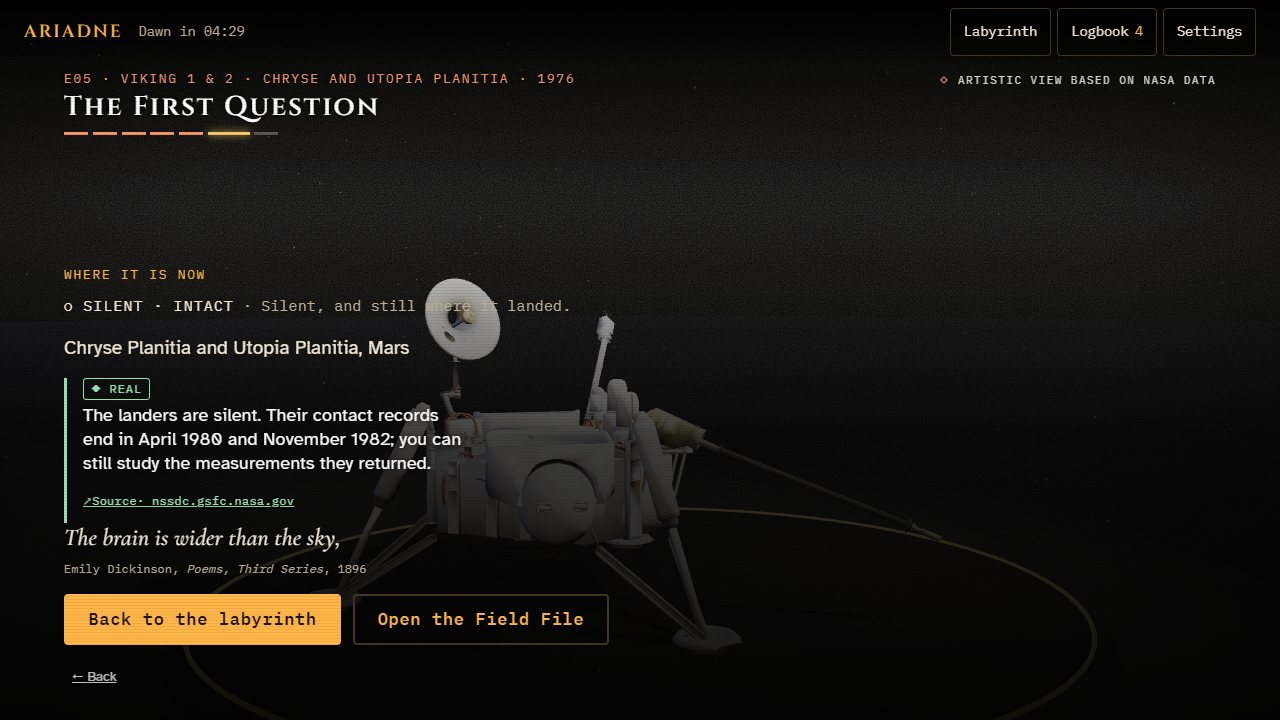 ARIADNE Dawn in 04:29 Labyrinth Logbook 4 Settings
E05 · VIKING 1 & 2 · CHRYSE AND UTOPIA PLANITIA · 1976
◇ ARTISTIC VIEW BASED ON NASA DATA
The First Question
WHERE IT IS NOW
o SILENT · INTACT · Silent, and still where it landed.
Chryse Planitia and Utopia Planitia, Mars
◆ REAL
The landers are silent. Their contact records
end in April 1980 and November 1982; you can
still study the measurements they returned.
↗Source· nssdc.gsfc.nasa.gov
The brain is wider than the sky,
Emily Dickinson, Poems, Third Series, 1896
Back to the labyrinth Open the Field File
← Back